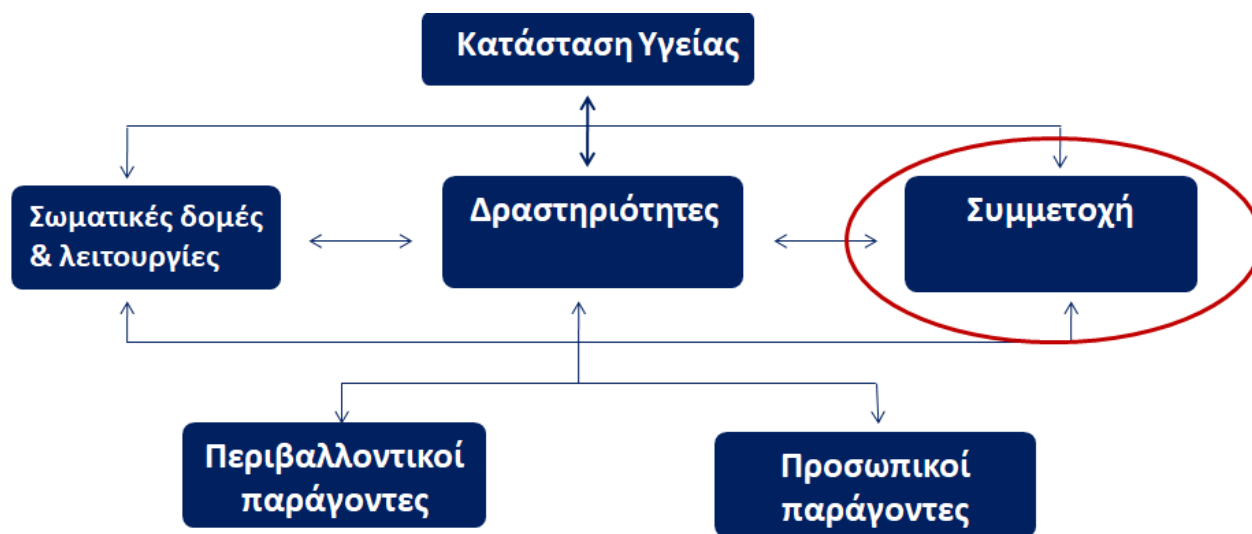 Κατάσταση Υγείας
Σωματικές δομές
& λειτουργίες
Δραστηριότητες
Συμμετοχή
Περιβαλλοντικοί
παράγοντες
Προσωπικοί
παράγοντες